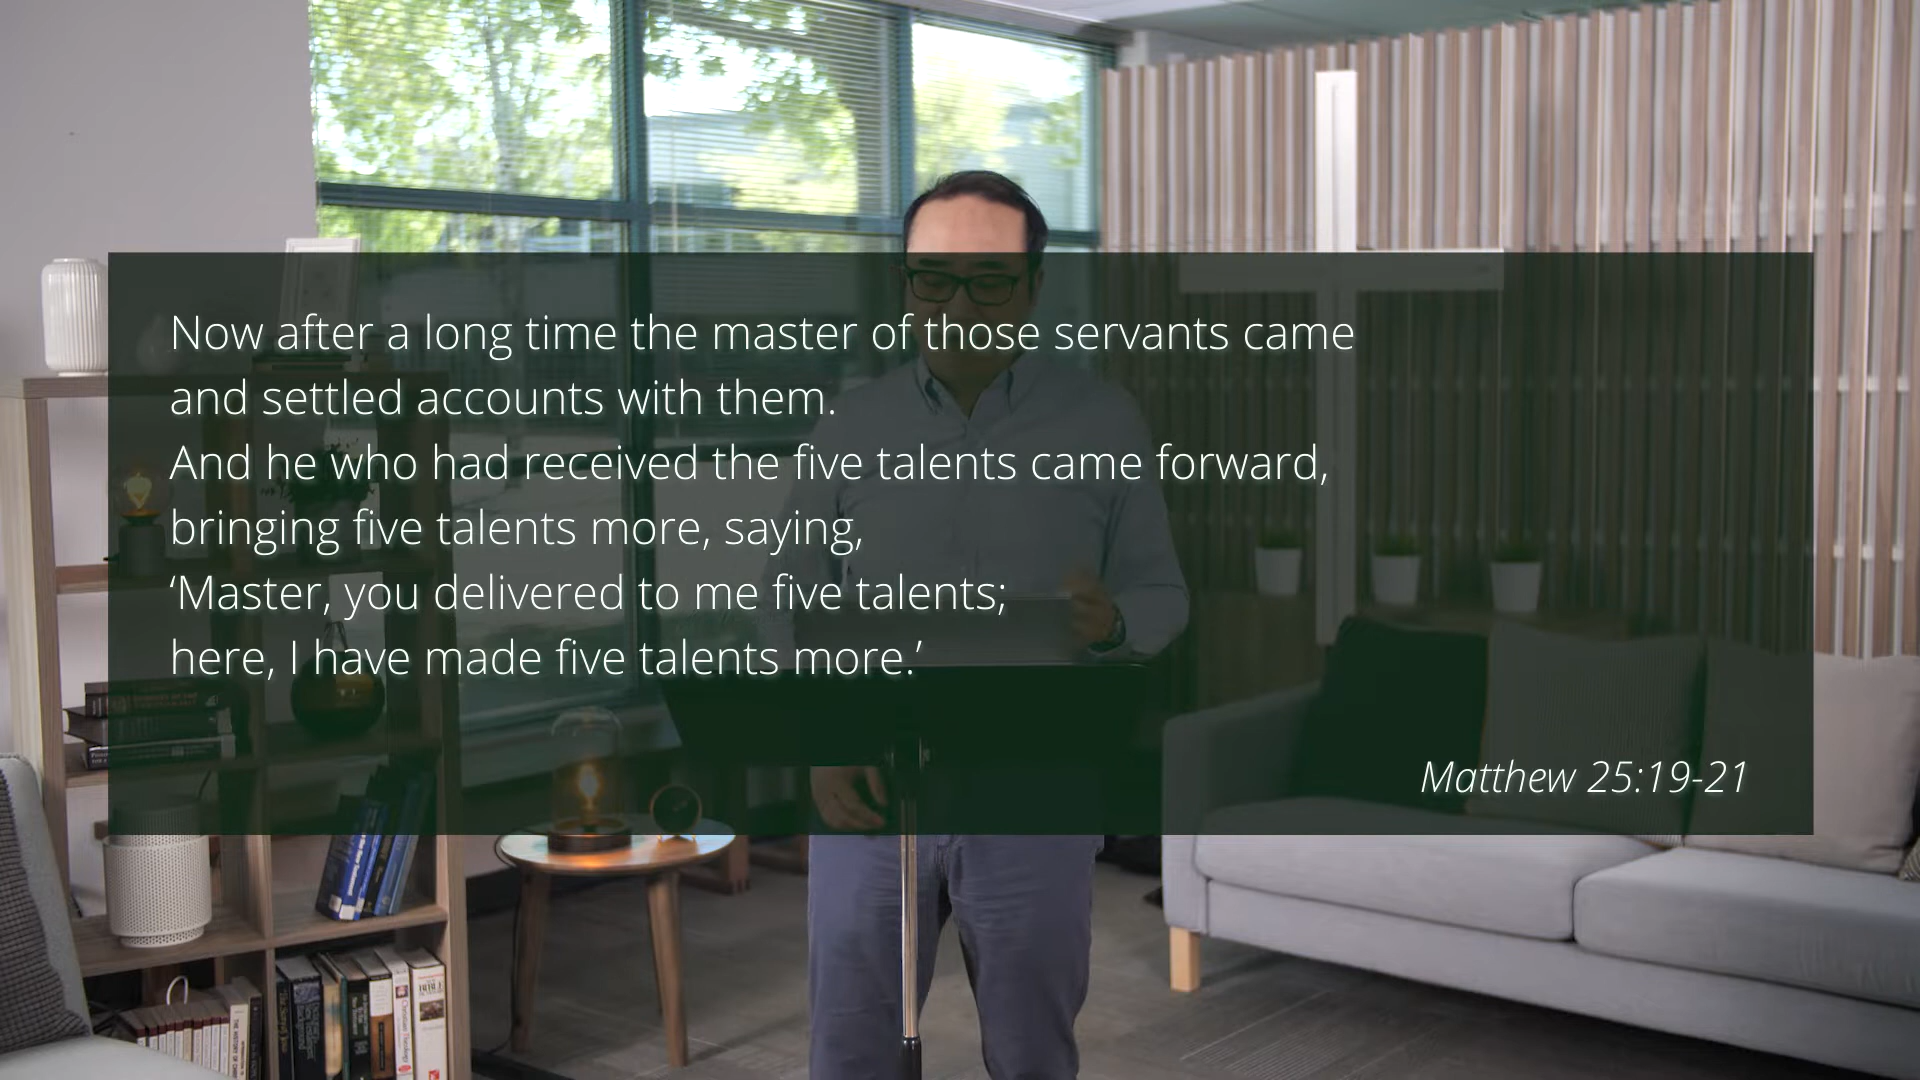 Now after a long time the master of those servants came
and settled accounts with them.
And he who had received the five talents came forward,
bringing five talents more, saying,
‘Master, you delivered to me five talents;
here, I have made five talents more.’
Matthew 25:19-21